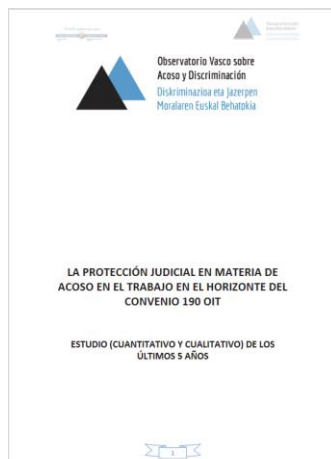 Observatorio Vasco sobre
Acoso y Discriminación
Diskriminazioa eta Jazerpen
Moralaren Euskal Behatokia
LA PROTECCIÓN JUDICIAL EN MATERIA DE
ACOSO EN EL TRABAJO EN EL HORIZONTE DEL
CONVENIO 190 OIT
ESTUDIO (CUANTITATIVO Y CUALITATIVO) DE LOS
ÚLTIMOS 5 AÑOS
1